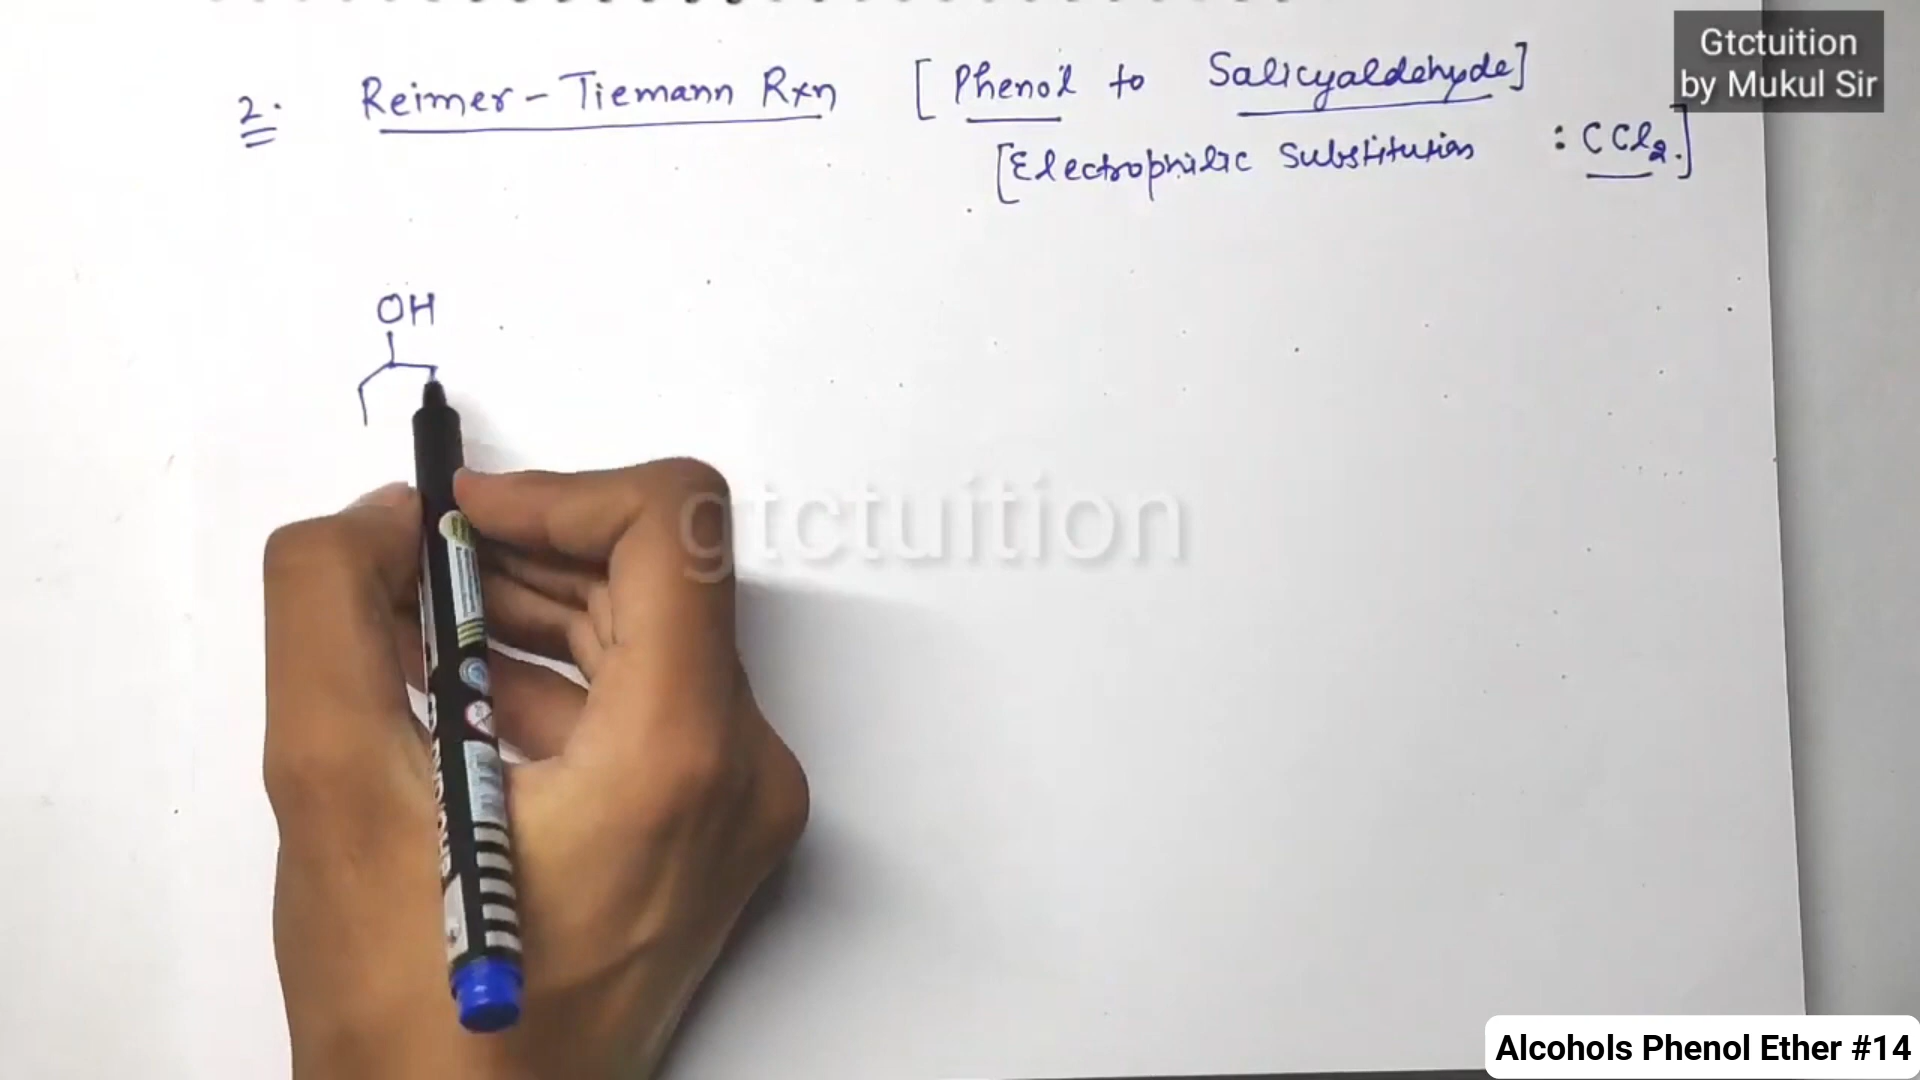 Gtctuition
by Mukul Sir
2. Reimer-Tiemann Rxn [Phenol to Salicyaldehyde]
[Electrophilic Substitution : CCl2.]
OH
gtctuition
Alcohols Phenol Ether #14